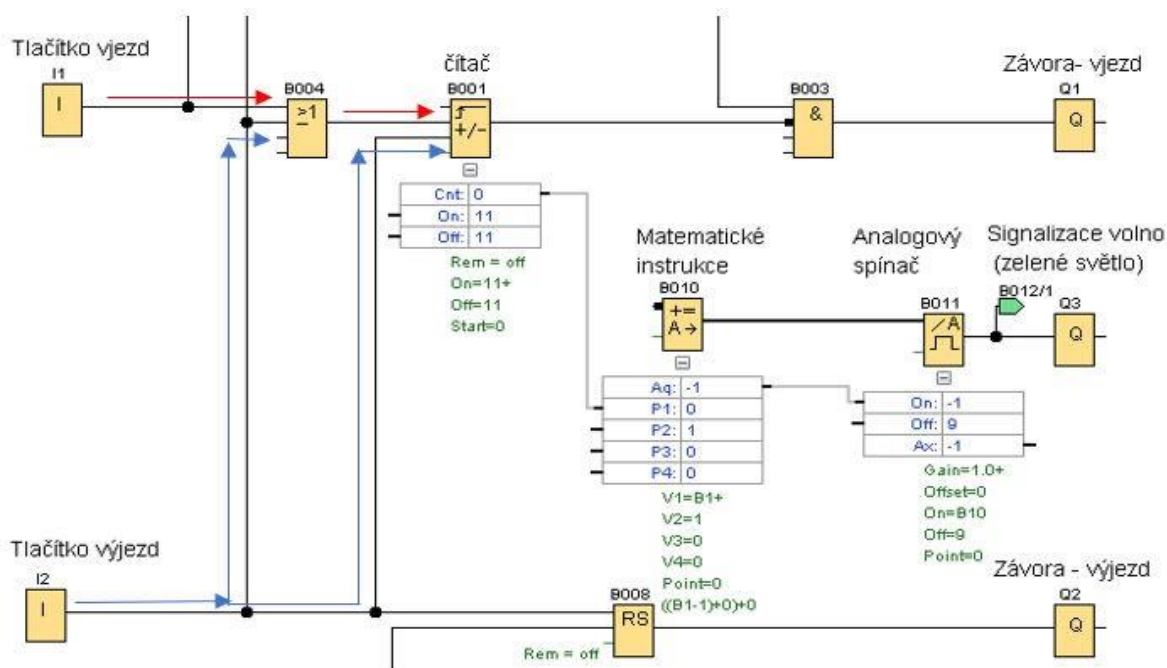 Tlačítko vjezd
I1
I
B004
>1
čítač
B001
+/-
B003
&
Závora- vjezd
Q1
Q
Cnt: 0
On: 11
Off: 11
Rem = off
On=11+
Off=11
Start=0
Matematické
instrukce
B010
+=
A→
Aq: -1
P1: 0
P2: 1
P3: 0
P4: 0
V1=B1+
V2=1
V3=0
V4=0
Point=0
((B1-1)+0)+0
Analogový
spínač
B011
/A
On: -1
Off: 9
Ax: -1
Gain=1.0+
Offset=0
On=B10
Off=9
Point=0
Signalizace volno
(zelené světlo)
B012/1
Q3
Q
Tlačítko výjezd
I2
I
B008
RS
Rem = off
Závora - výjezd
Q2
Q